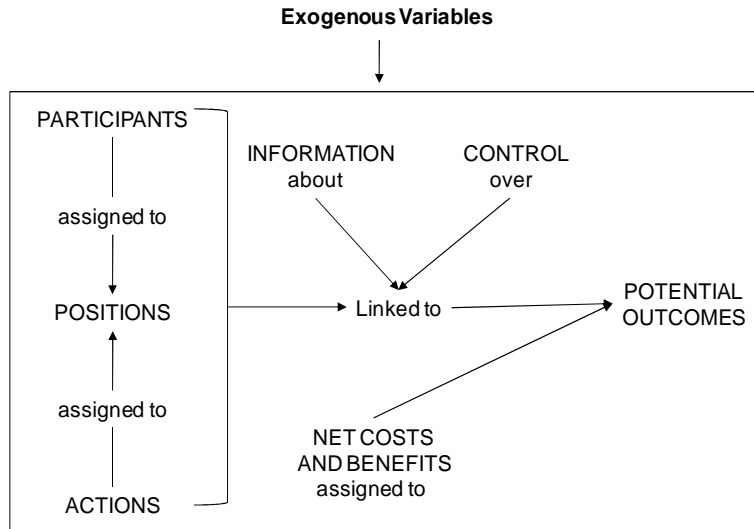 Exogenous Variables
PARTICIPANTS
assigned to
POSITIONS
assigned to
ACTIONS
INFORMATION
about
CONTROL
over
Linked to
POTENTIAL
OUTCOMES
NET COSTS
AND BENEFITS
assigned to